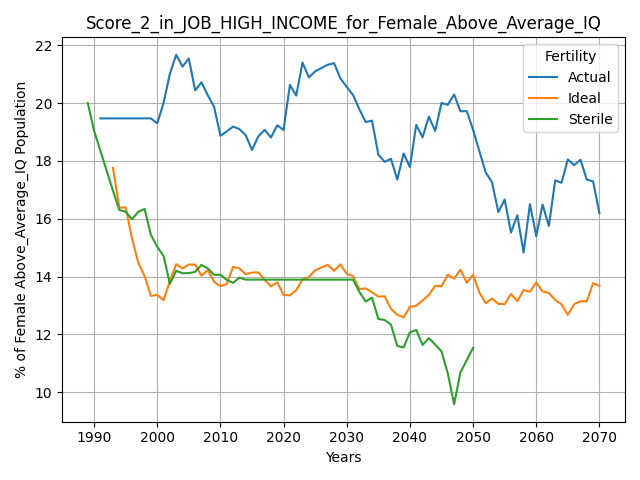 Score_2_in_JOB_HIGH_INCOME_for_Female_Above_Average_IQ
% of Female Above_Average_IQ Population
22
20
18
16
14
12
10
Fertility
Actual
Ideal
Sterile
1990 2000 2010 2020 2030 2040 2050 2060 2070
Years